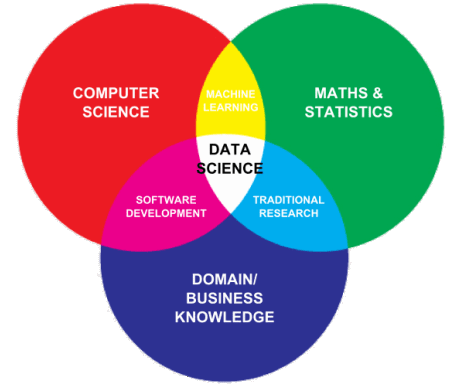 COMPUTER
SCIENCE
MACHINE
LEARNING
MATHS &
STATISTICS
DATA
SCIENCE
SOFTWARE
DEVELOPMENT
TRADITIONAL
RESEARCH
DOMAIN/
BUSINESS
KNOWLEDGE